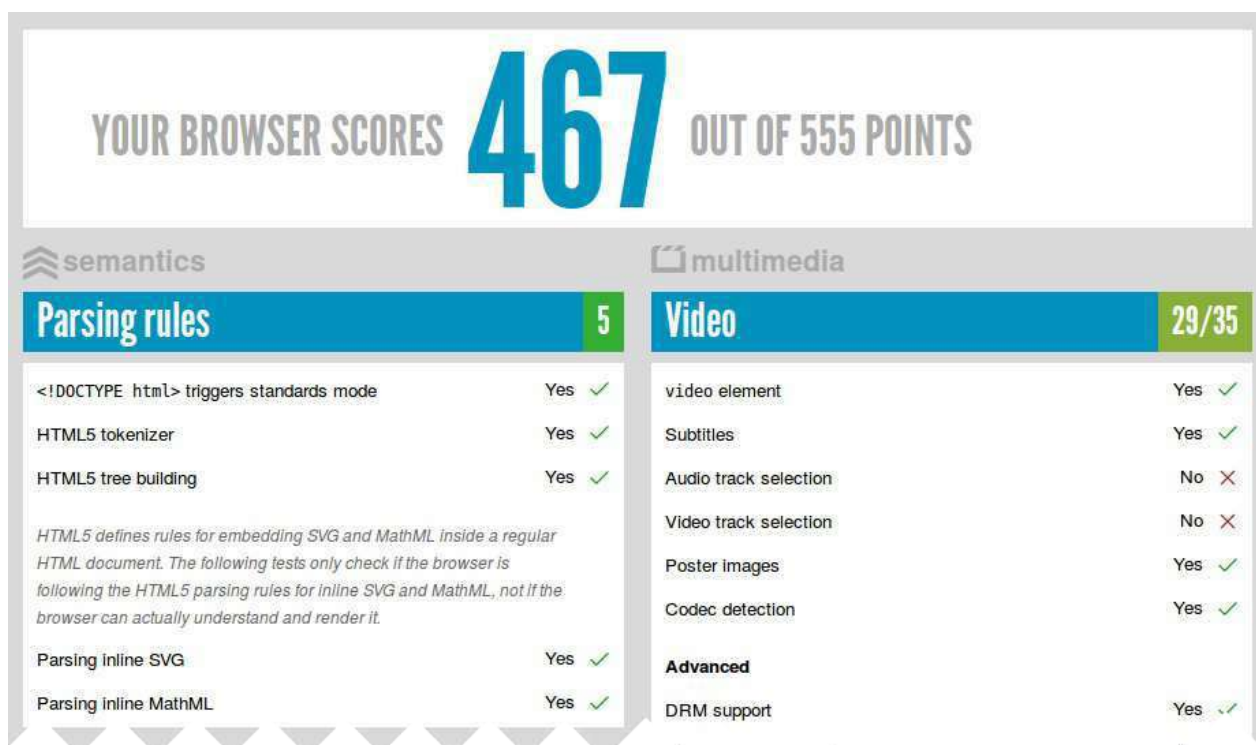 YOUR BROWSER SCORES 467 OUT OF 555 POINTS
semantics
Parsing rules 5
<!DOCTYPE html> triggers standards mode Yes
HTML5 tokenizer Yes
HTML5 tree building Yes
HTML5 defines rules for embedding SVG and MathML inside a regular
HTML document. The following tests only check if the browser is
following the HTML5 parsing rules for inline SVG and MathML, not if the
browser can actually understand and render it.
Parsing inline SVG Yes
Parsing inline MathML Yes
multimedia
Video 29/35
video element Yes
Subtitles Yes
Audio track selection No
Video track selection No
Poster images Yes
Codec detection Yes
Advanced
DRM support Yes